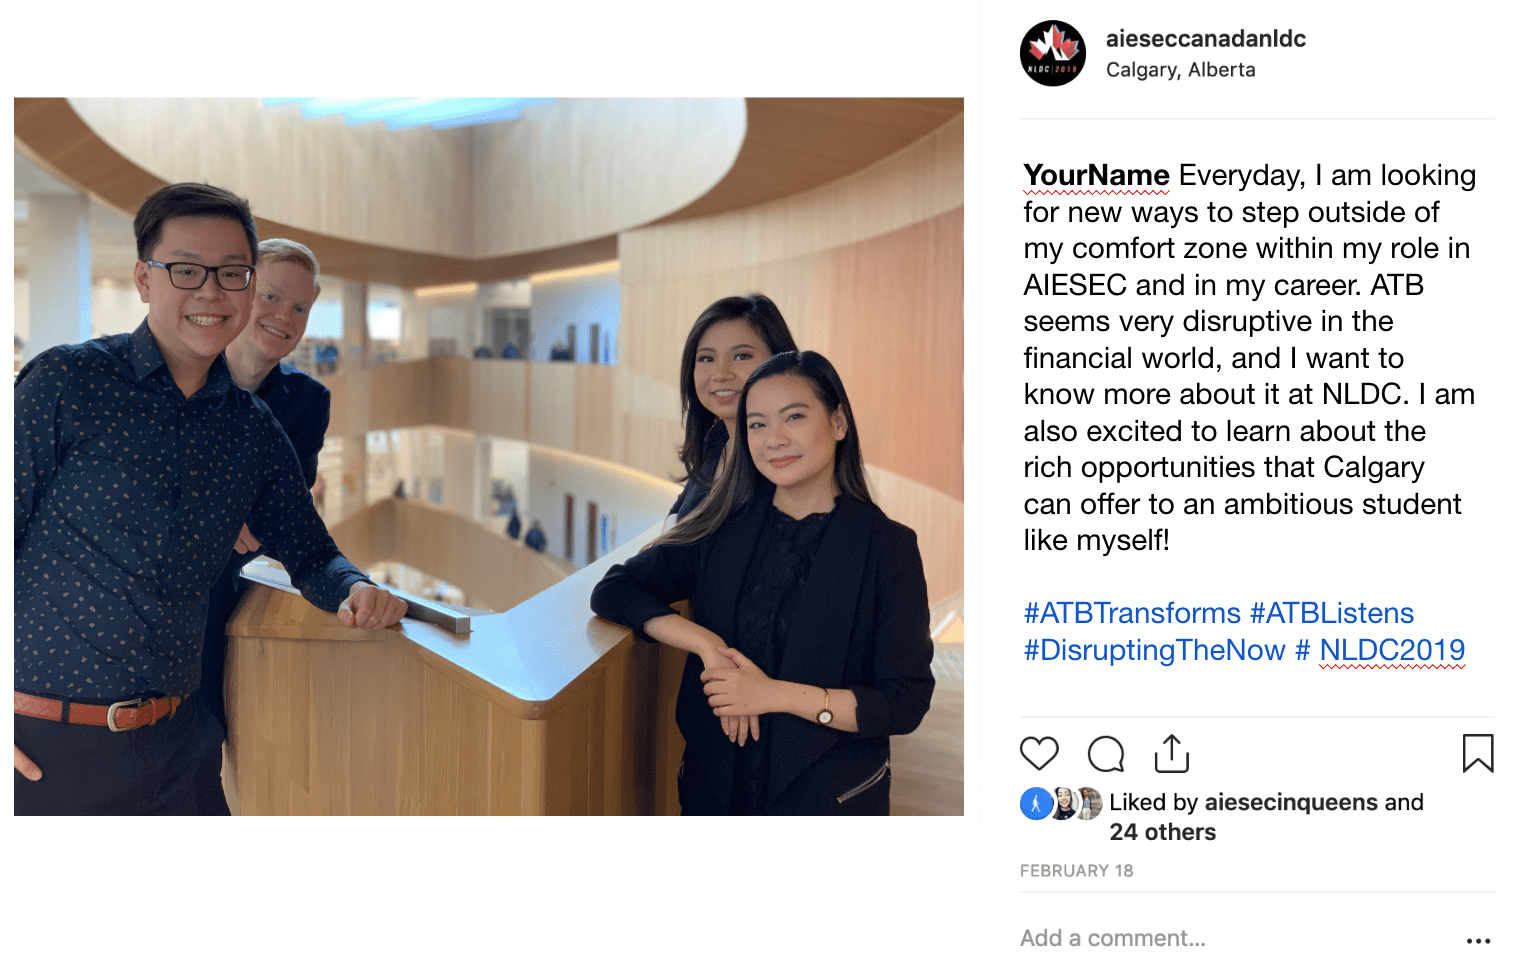 NLDC|2019
aieseccanadanldc
Calgary, Alberta
YourName Everyday, I am looking
for new ways to step outside of
my comfort zone within my role in
AIESEC and in my career. ATB
seems very disruptive in the
financial world, and I want to
know more about it at NLDC. I am
also excited to learn about the
rich opportunities that Calgary
can offer to an ambitious student
like myself!
#ATBTransforms #ATBListens
#DisruptingTheNow # NLDC2019
Liked by aiesecinqueens and
24 others
FEBRUARY 18
Add a comment...